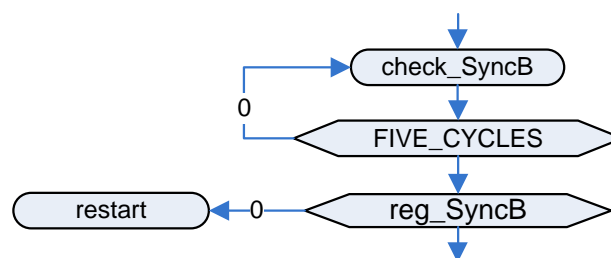 check_SyncB
0
FIVE_CYCLES
restart
0
reg_SyncB